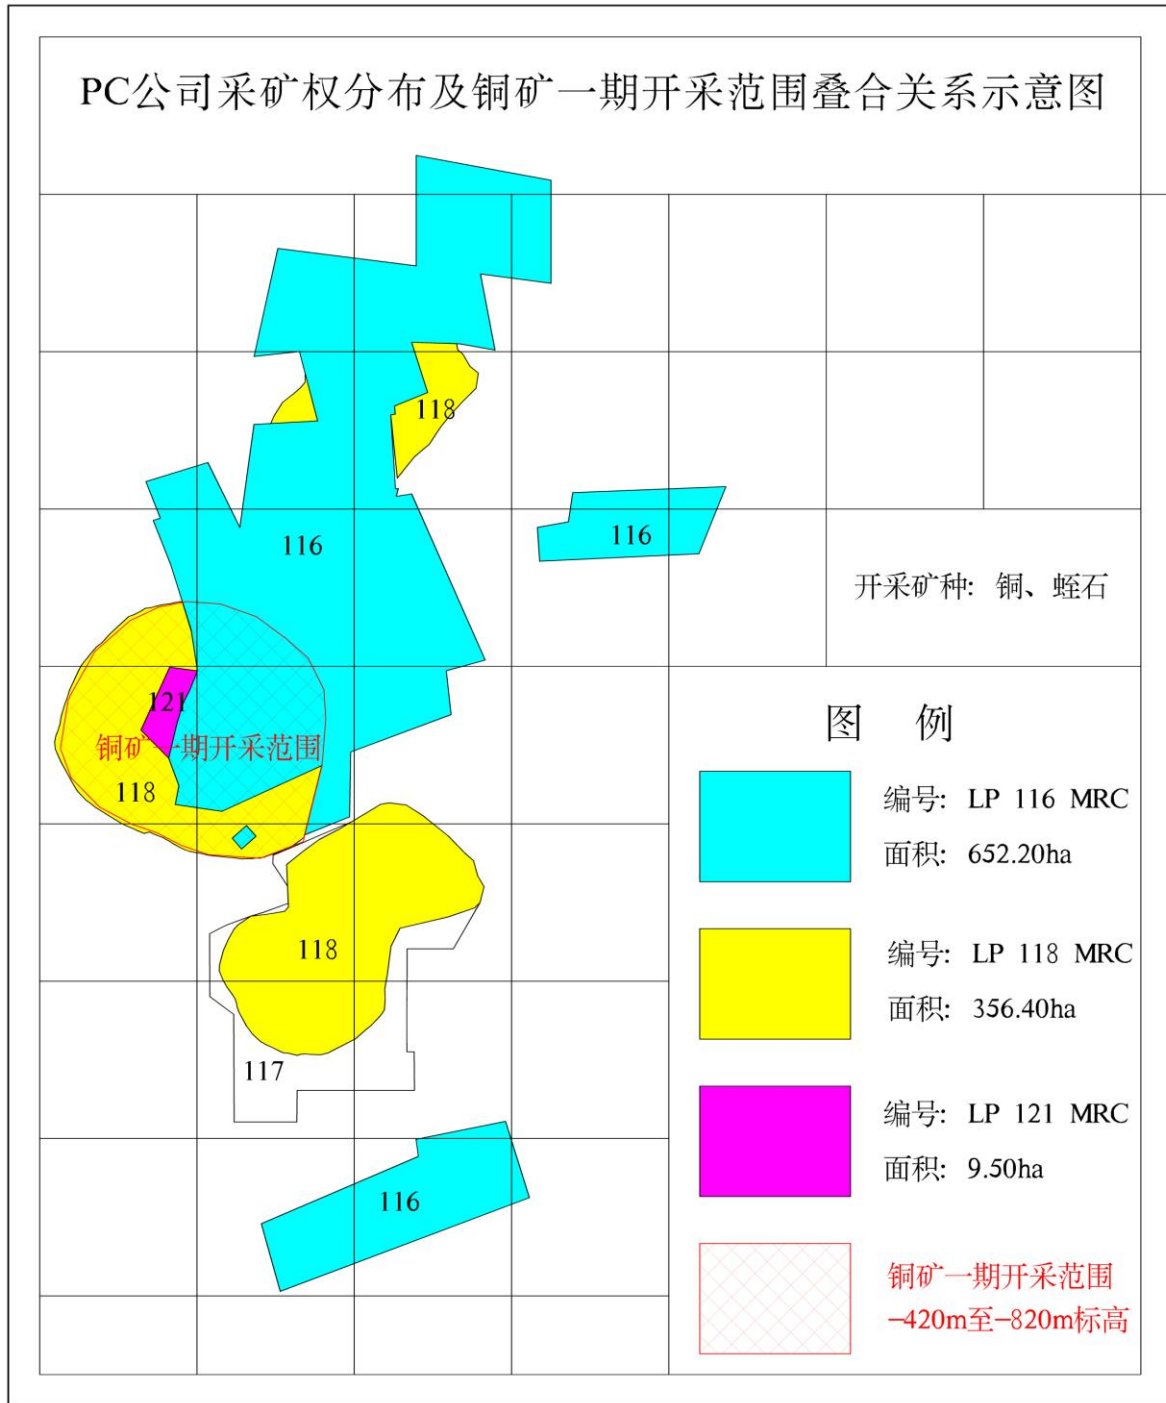 PC公司采矿权分布及铜矿一期开采范围叠合关系示意图
118
116
116
开采矿种: 铜、蛭石
121
铜矿一期开采范围
118
118
117
116
图 例
编号: LP 116 MRC
面积: 652.20ha
编号: LP 118 MRC
面积: 356.40ha
编号: LP 121 MRC
面积: 9.50ha
铜矿一期开采范围
-420m至-820m标高